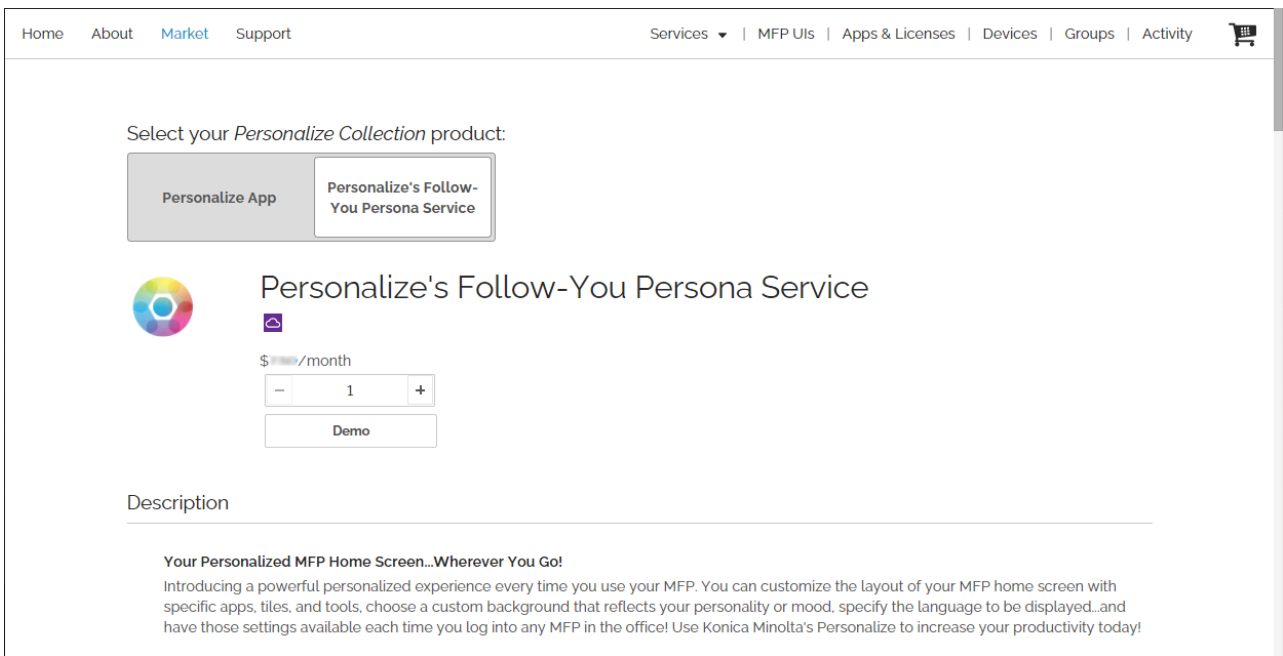 Home About Market Support Services | MFP UIs | Apps & Licenses | Devices | Groups | Activity
Select your Personalize Collection product:
Personalize App
Personalize's Follow-
You Persona Service
Personalize's Follow-You Persona Service
$ /month
− 1 +
Demo
Description
Your Personalized MFP Home Screen...Wherever You Go!
Introducing a powerful personalized experience every time you use your MFP. You can customize the layout of your MFP home screen with
specific apps, tiles, and tools, choose a custom background that reflects your personality or mood, specify the language to be displayed...and
have those settings available each time you log into any MFP in the office! Use Konica Minolta's Personalize to increase your productivity today!